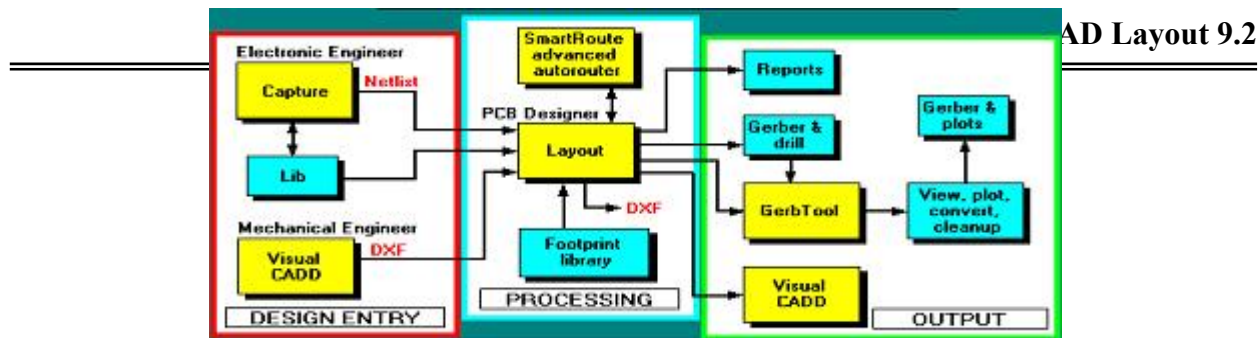 AD Layout 9.2
Electronic Engineer
Capture
Netlist
Lib
Mechanical Engineer
Visual
CADD
DXF
DESIGN ENTRY
SmartRoute
advanced
autorouter
PCB Designer
Layout
DXF
Footprint
library
PROCESSING
Reports
Gerber &
drill
GerbTool
Visual
CADD
Gerber &
plots
View, plot,
convert,
cleanup
OUTPUT